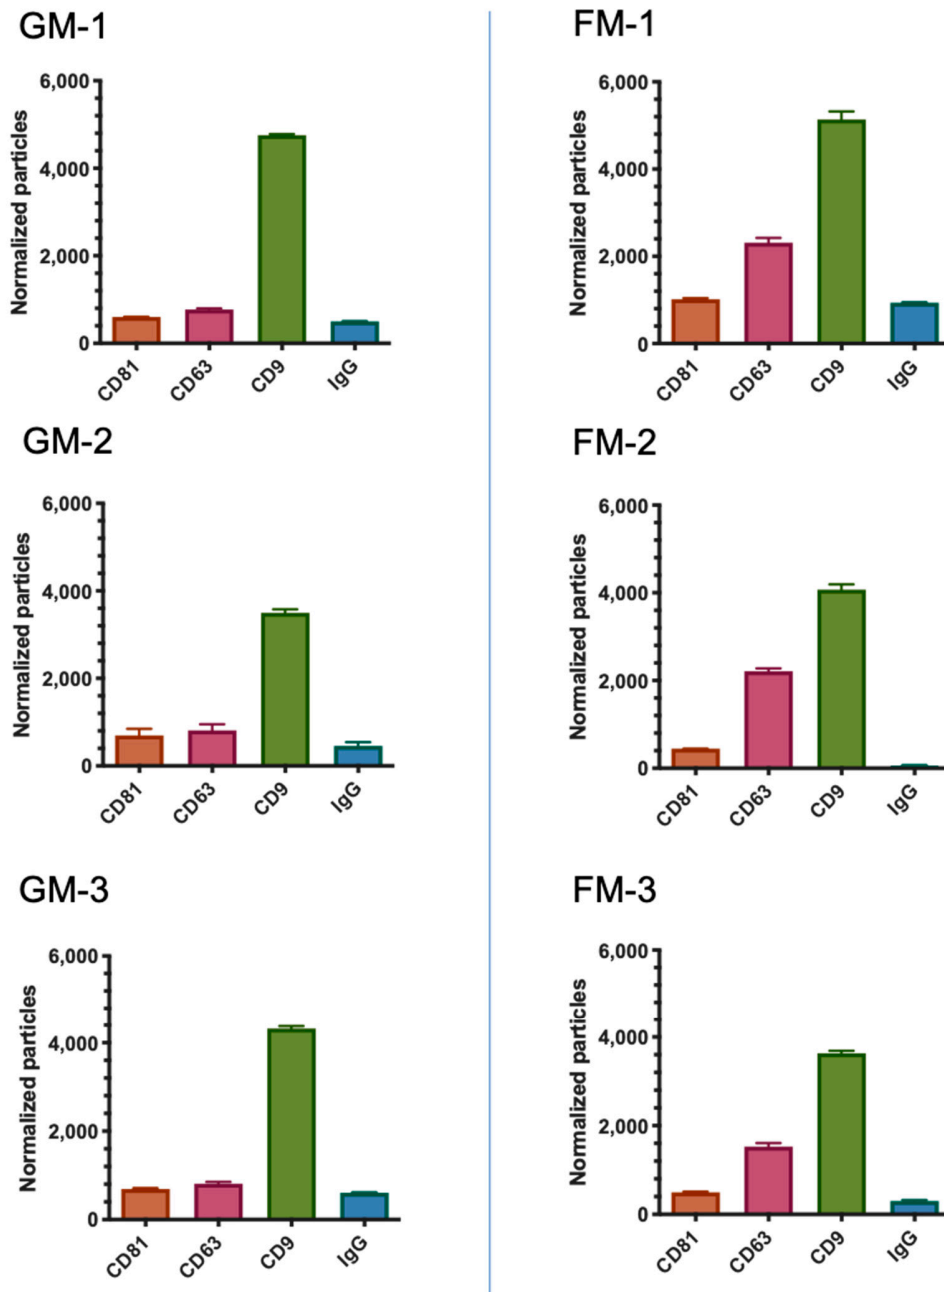 GM-1
Normalized particles
6,000
4,000
2,000
0
CD81
CD63
CD9
IgG
FM-1
Normalized particles
6,000
4,000
2,000
0
CD81
CD63
CD9
IgG
GM-2
Normalized particles
6,000
4,000
2,000
0
CD81
CD63
CD9
IgG
FM-2
Normalized particles
6,000
4,000
2,000
0
CD81
CD63
CD9
IgG
GM-3
Normalized particles
6,000
4,000
2,000
0
CD81
CD63
CD9
IgG
FM-3
Normalized particles
6,000
4,000
2,000
0
CD81
CD63
CD9
IgG